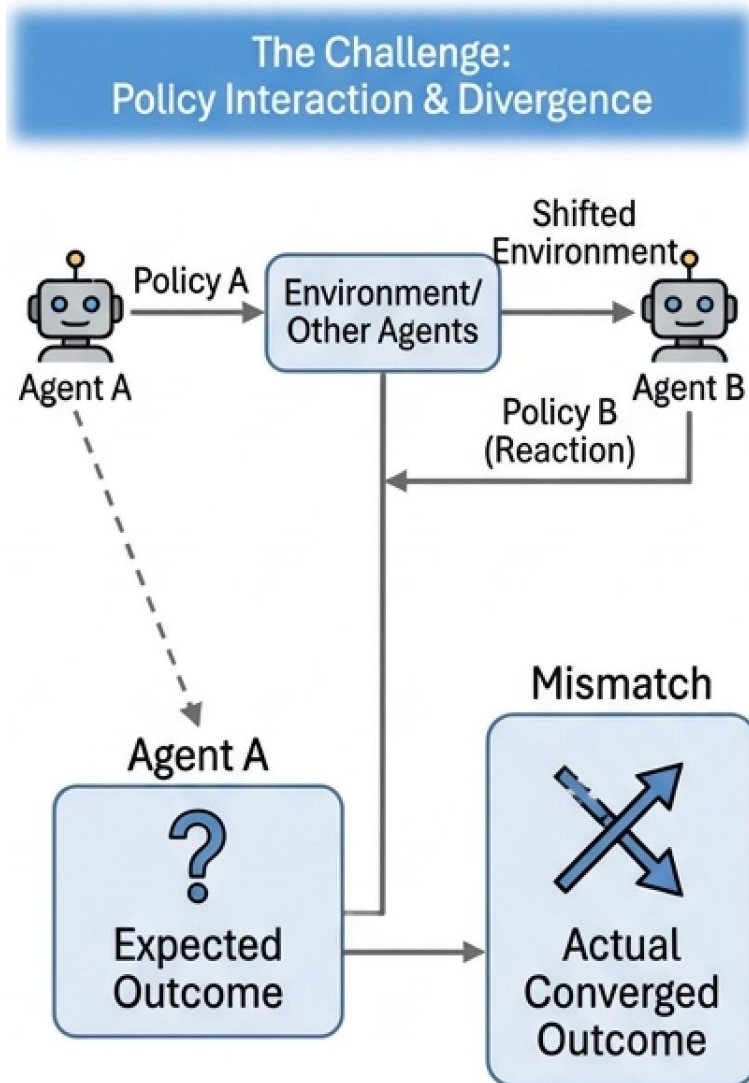 The Challenge:
Policy Interaction & Divergence
Shifted
Environment
Policy A
Environment/
Other Agents
Agent A
Agent B
Policy B
(Reaction)
Mismatch
Agent A
?
Expected
Outcome
Actual
Converged
Outcome